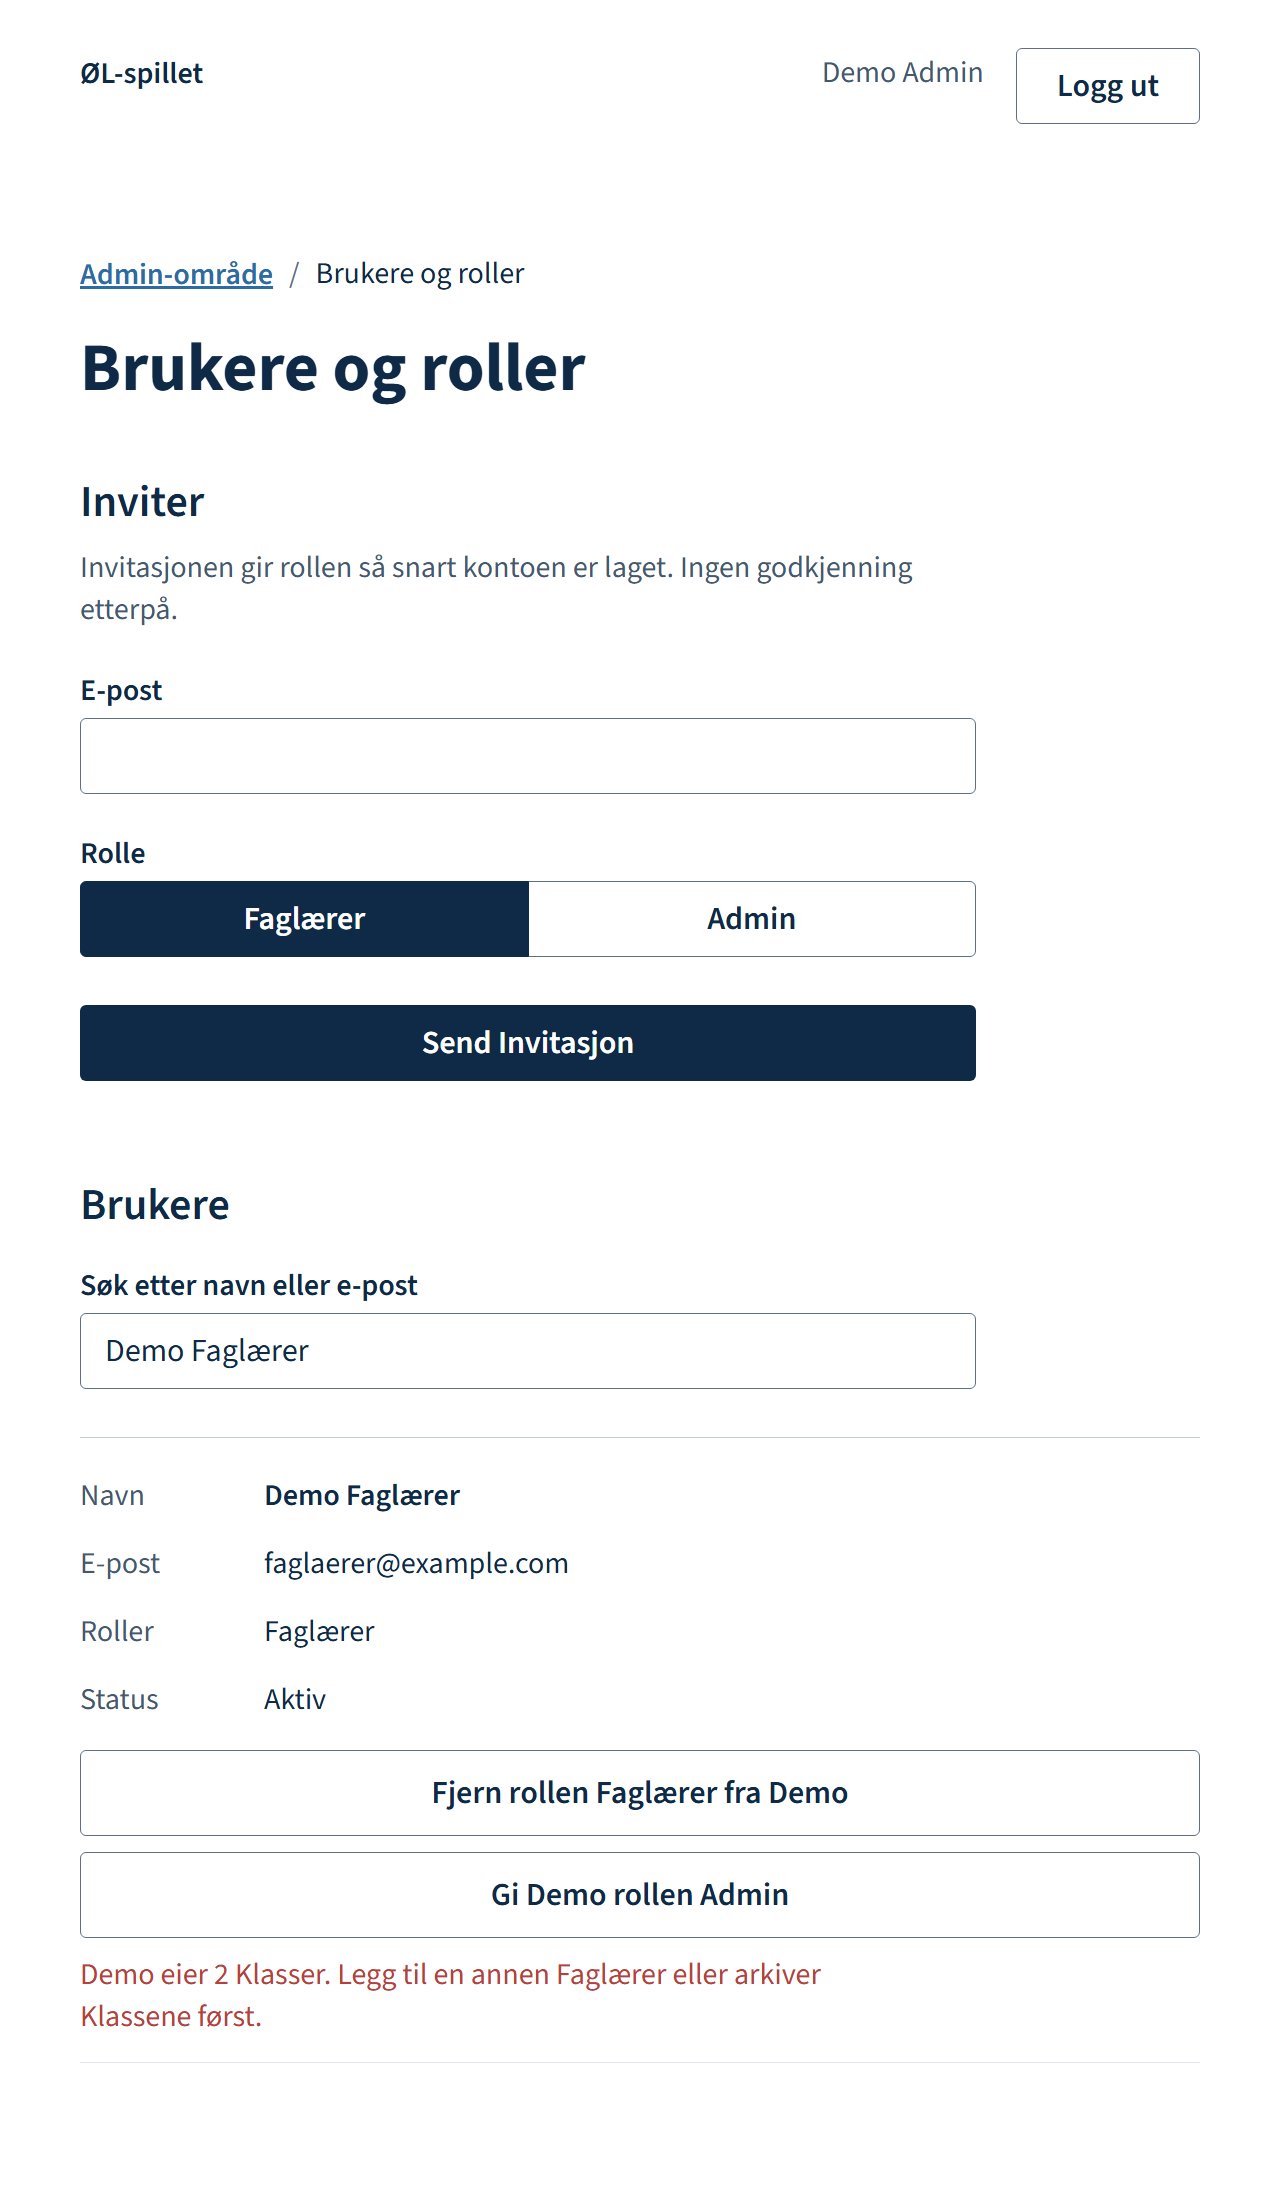 ØL-spillet
Demo Admin
Logg ut
Admin-område / Brukere og roller
Brukere og roller
Inviter
Invitasjonen gir rollen så snart kontoen er laget. Ingen godkjenning
etterpå.
E-post
Rolle
Faglærer
Admin
Send Invitasjon
Brukere
Søk etter navn eller e-post
Demo Faglærer
Navn Demo Faglærer
E-post faglaerer@example.com
Roller Faglærer
Status Aktiv
Fjern rollen Faglærer fra Demo
Gi Demo rollen Admin
Demo eier 2 Klasser. Legg til en annen Faglærer eller arkiver
Klassene først.